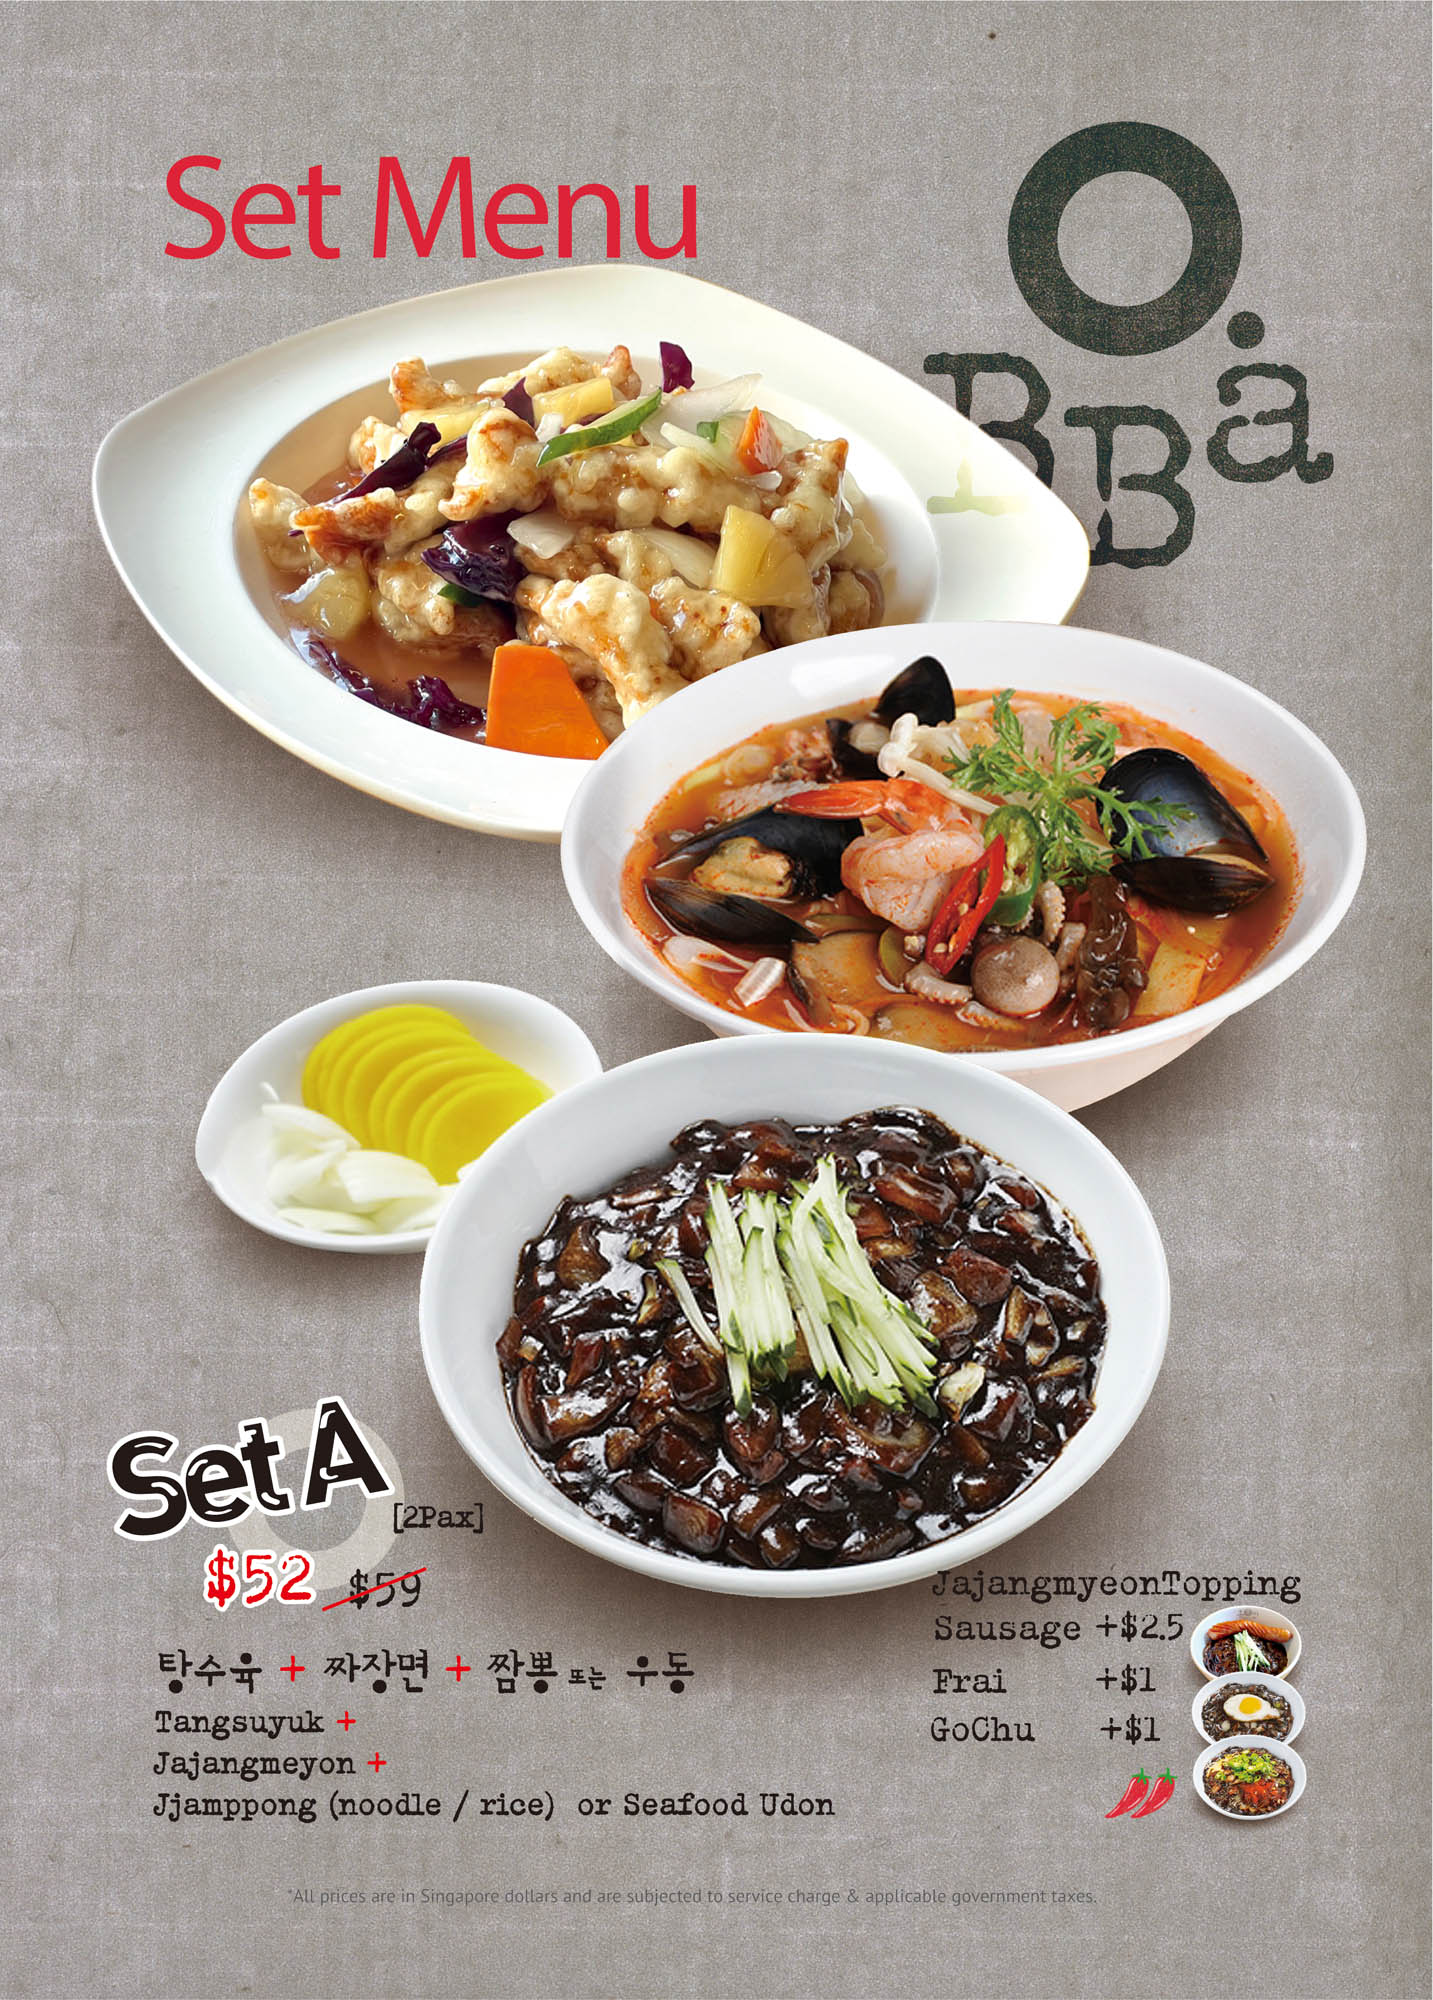 Set Menu
O.
BBa
Set A
[2Pax]
$52 $59
탕수육 + 짜장면 + 짬뽕 또는 우동
Tangsuyuk +
Jajangmeyon +
Jjamppong (noodle / rice) or Seafood Udon
JajangmyeonTopping
Sausage +$2.5
Frai +$1
GoChu +$1
*All prices are in Singapore dollars and are subjected to service charge & applicable government taxes.